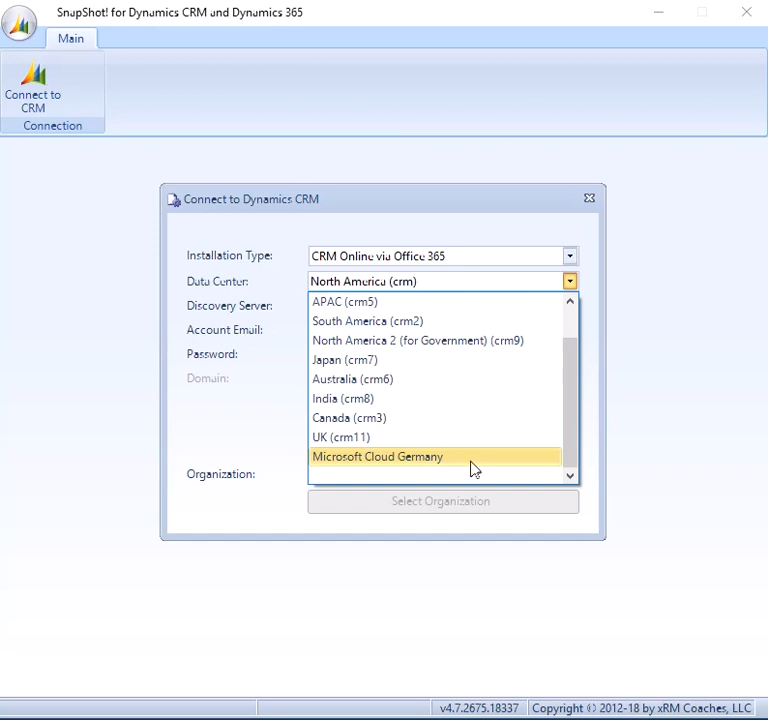 SnapShot! for Dynamics CRM and Dynamics 365
Main
Connect to
CRM
Connection
Connect to Dynamics CRM
Installation Type:
CRM Online via Office 365
Data Center:
North America (crm)
Discovery Server:
Account Email:
Password:
Domain:
APAC (crm5)
South America (crm2)
North America 2 (for Government) (crm9)
Japan (crm7)
Australia (crm6)
India (crm8)
Canada (crm3)
UK (crm11)
Microsoft Cloud Germany
Organization:
Select Organization
v4.7.2675.18337
Copyright © 2012-18 by xRM Coaches, LLC